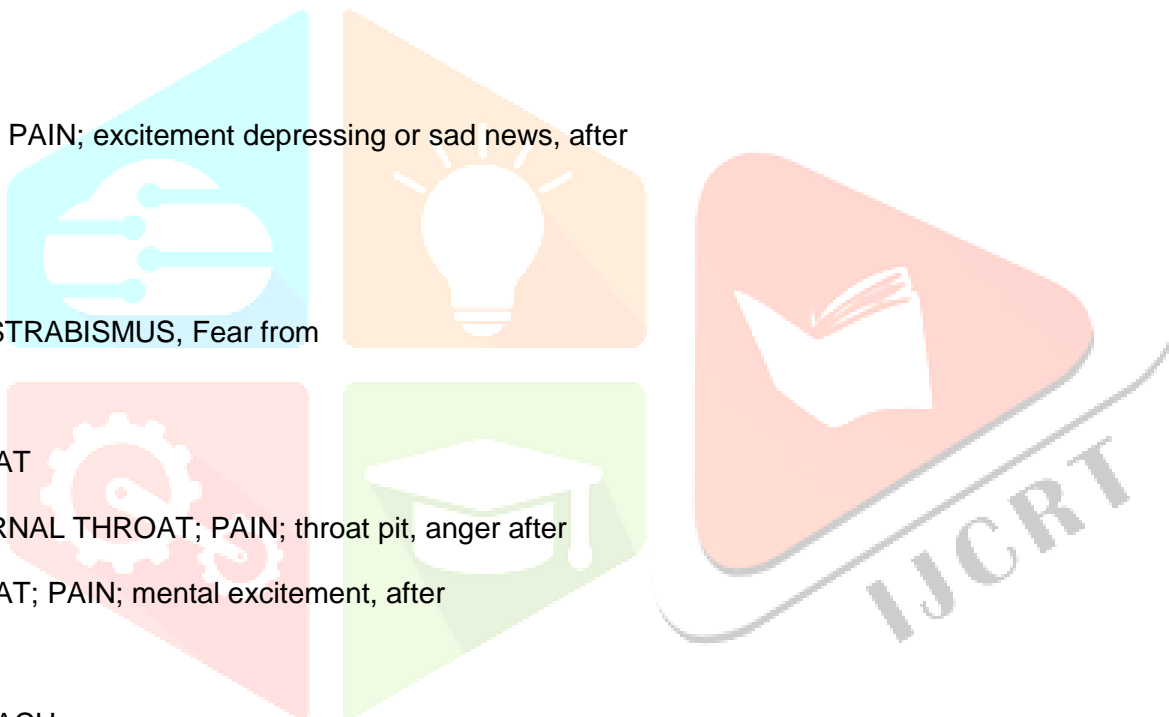 PAIN; excitement depressing or sad news, after
STRABISMUS, Fear from
AT
RNAL THROAT; PAIN; throat pit, anger after
AT; PAIN; mental excitement, after
IJCRT